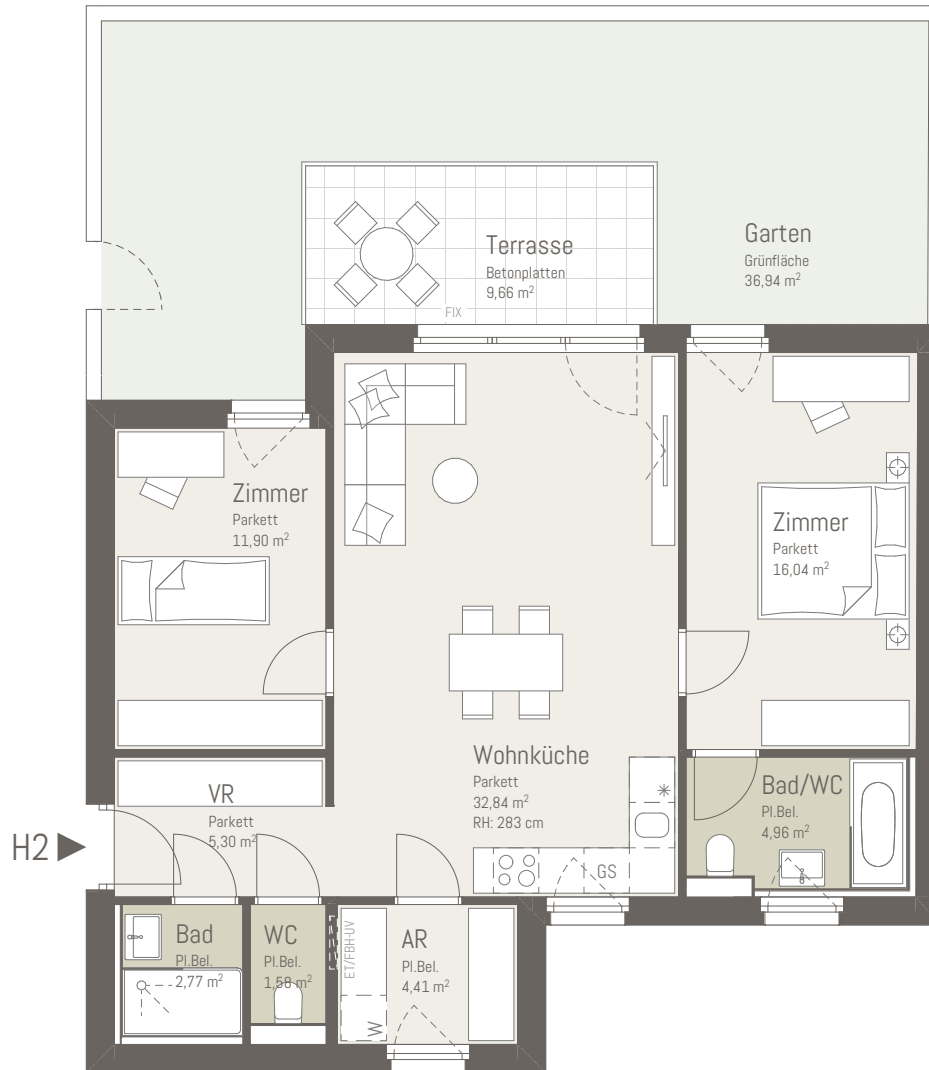 Garten
Grünfläche
36,94 m²
Terrasse
Betonplatten
9,66 m²
FIX
Zimmer
Parkett
11,90 m²
Zimmer
Parkett
16,04 m²
Wohnküche
Parkett
32,84 m²
RH: 283 cm
VR
Parkett
5,30 m²
H2
Bad/WC
Pl.Bel.
4,96 m²
GS
Bad
Pl.Bel.
2,77 m²
WC
Pl.Bel.
1,58 m²
ET/FBH-UV
W
AR
Pl.Bel.
4,41 m²